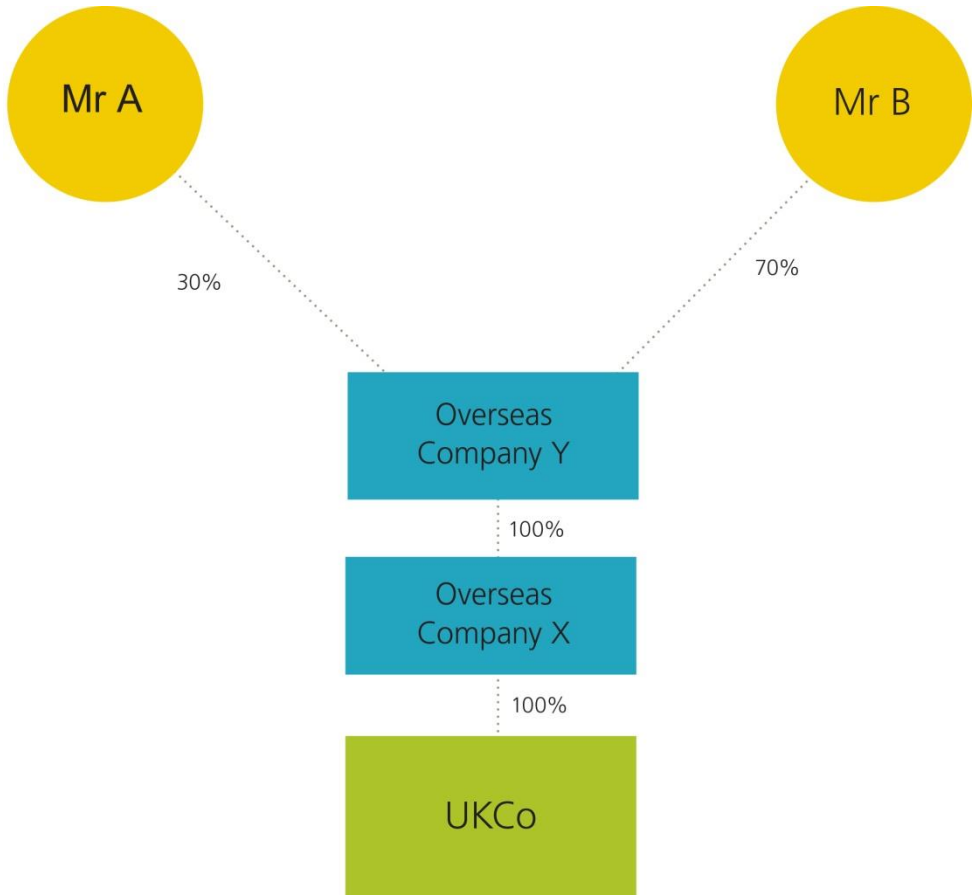 Mr A
Mr B
30%
70%
Overseas
Company Y
100%
Overseas
Company X
100%
UKCo